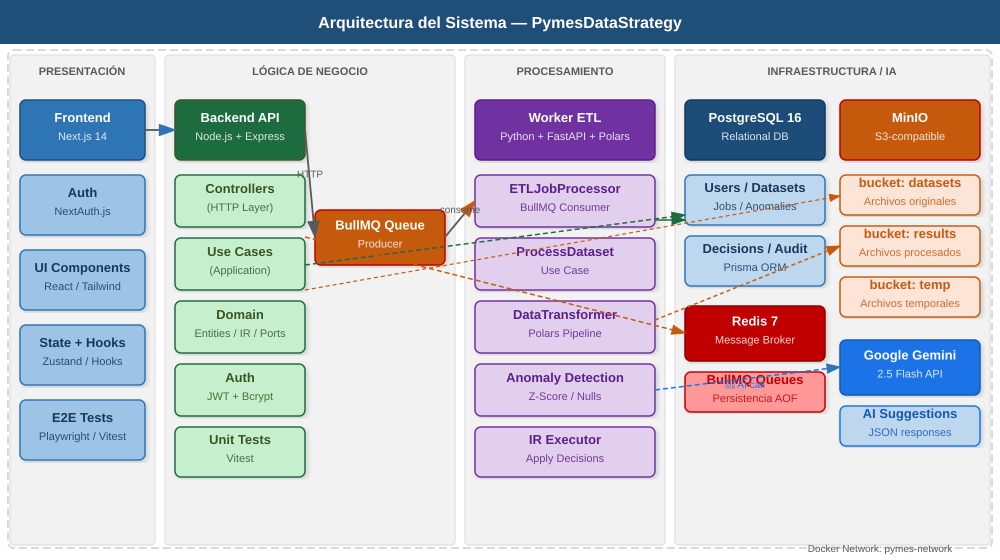 Arquitectura del Sistema — PymesDataStrategy
PRESENTACIÓN
Frontend
Next.js 14
Auth
NextAuth.js
UI Components
React / Tailwind
State + Hooks
Zustand / Hooks
E2E Tests
Playwright / Vitest
LÓGICA DE NEGOCIO
Backend API
Node.js + Express
HTTP
Controllers
(HTTP Layer)
Use Cases
(Application)
Domain
Entities / IR / Ports
Auth
JWT + Bcrypt
Unit Tests
Vitest
BullMQ Queue
Producer
consume
PROCESAMIENTO
Worker ETL
Python + FastAPI + Polars
ETLJobProcessor
BullMQ Consumer
ProcessDataset
Use Case
DataTransformer
Polars Pipeline
Anomaly Detection
Z-Score / Nulls
IR Executor
Apply Decisions
INFRAESTRUCTURA / IA
PostgreSQL 16
Relational DB
Users / Datasets
Jobs / Anomalies
Decisions / Audit
Prisma ORM
Redis 7
Message Broker
BullMQ Queues
AI call
Persistencia AOF
MinIO
S3-compatible
bucket: datasets
Archivos originales
bucket: results
Archivos procesados
bucket: temp
Archivos temporales
Google Gemini
2.5 Flash API
AI Suggestions
JSON responses
Docker Network: pymes-network